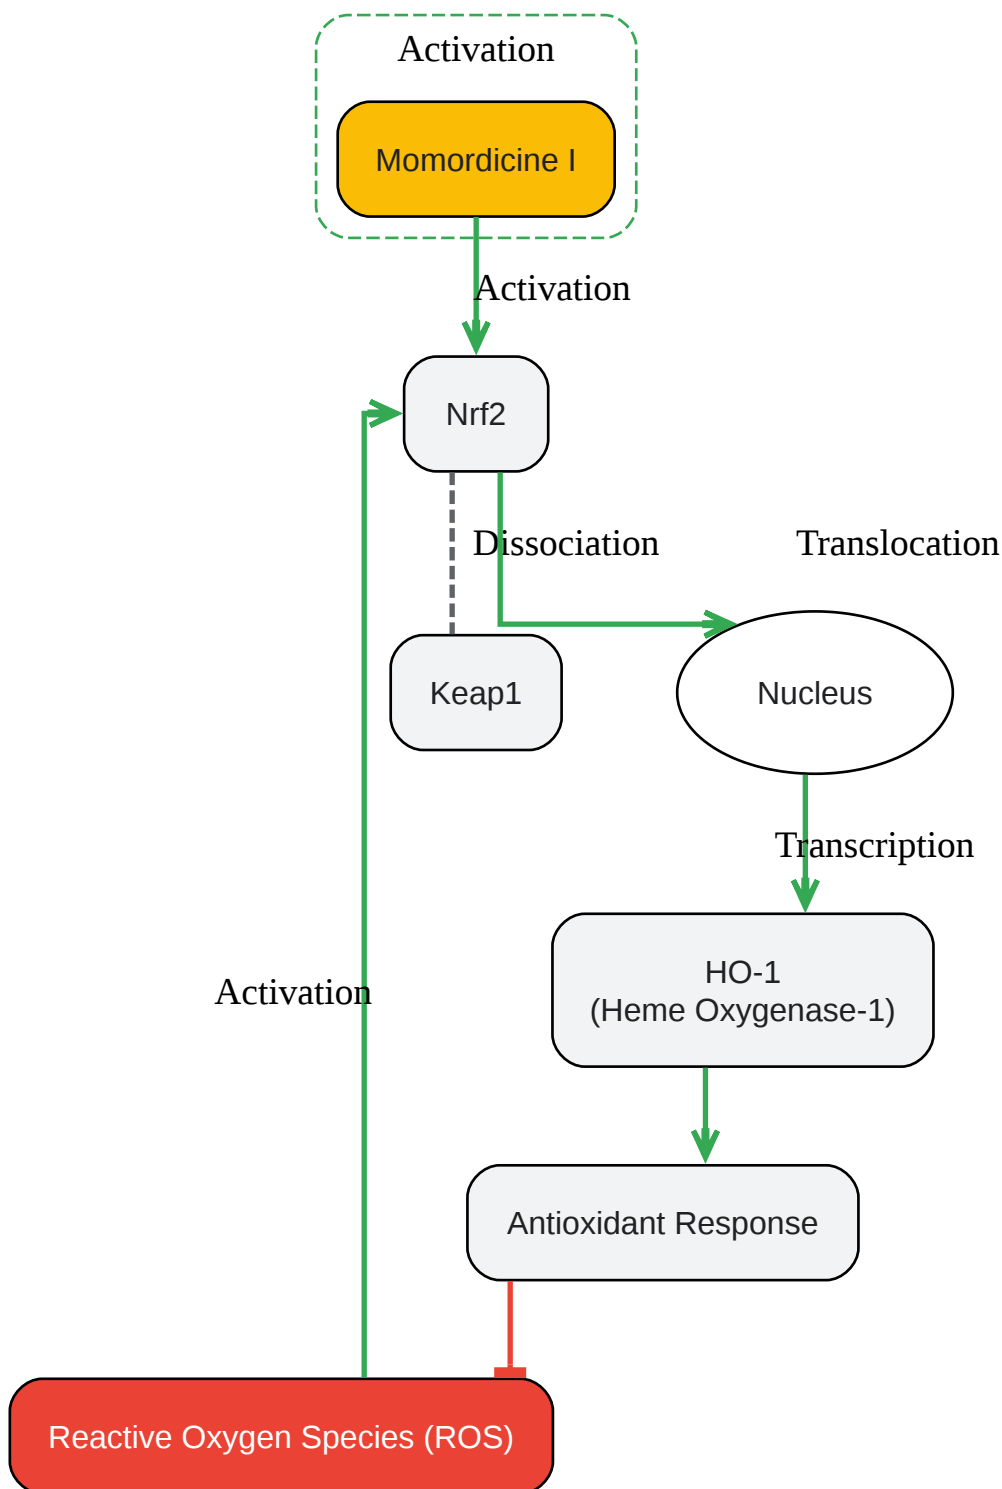 Activation
Momordicine I
Activation
Nrf2
Dissociation
Translocation
Keap1
Nucleus
Transcription
HO-1
(Heme Oxygenase-1)
Activation
Antioxidant Response
Reactive Oxygen Species (ROS)